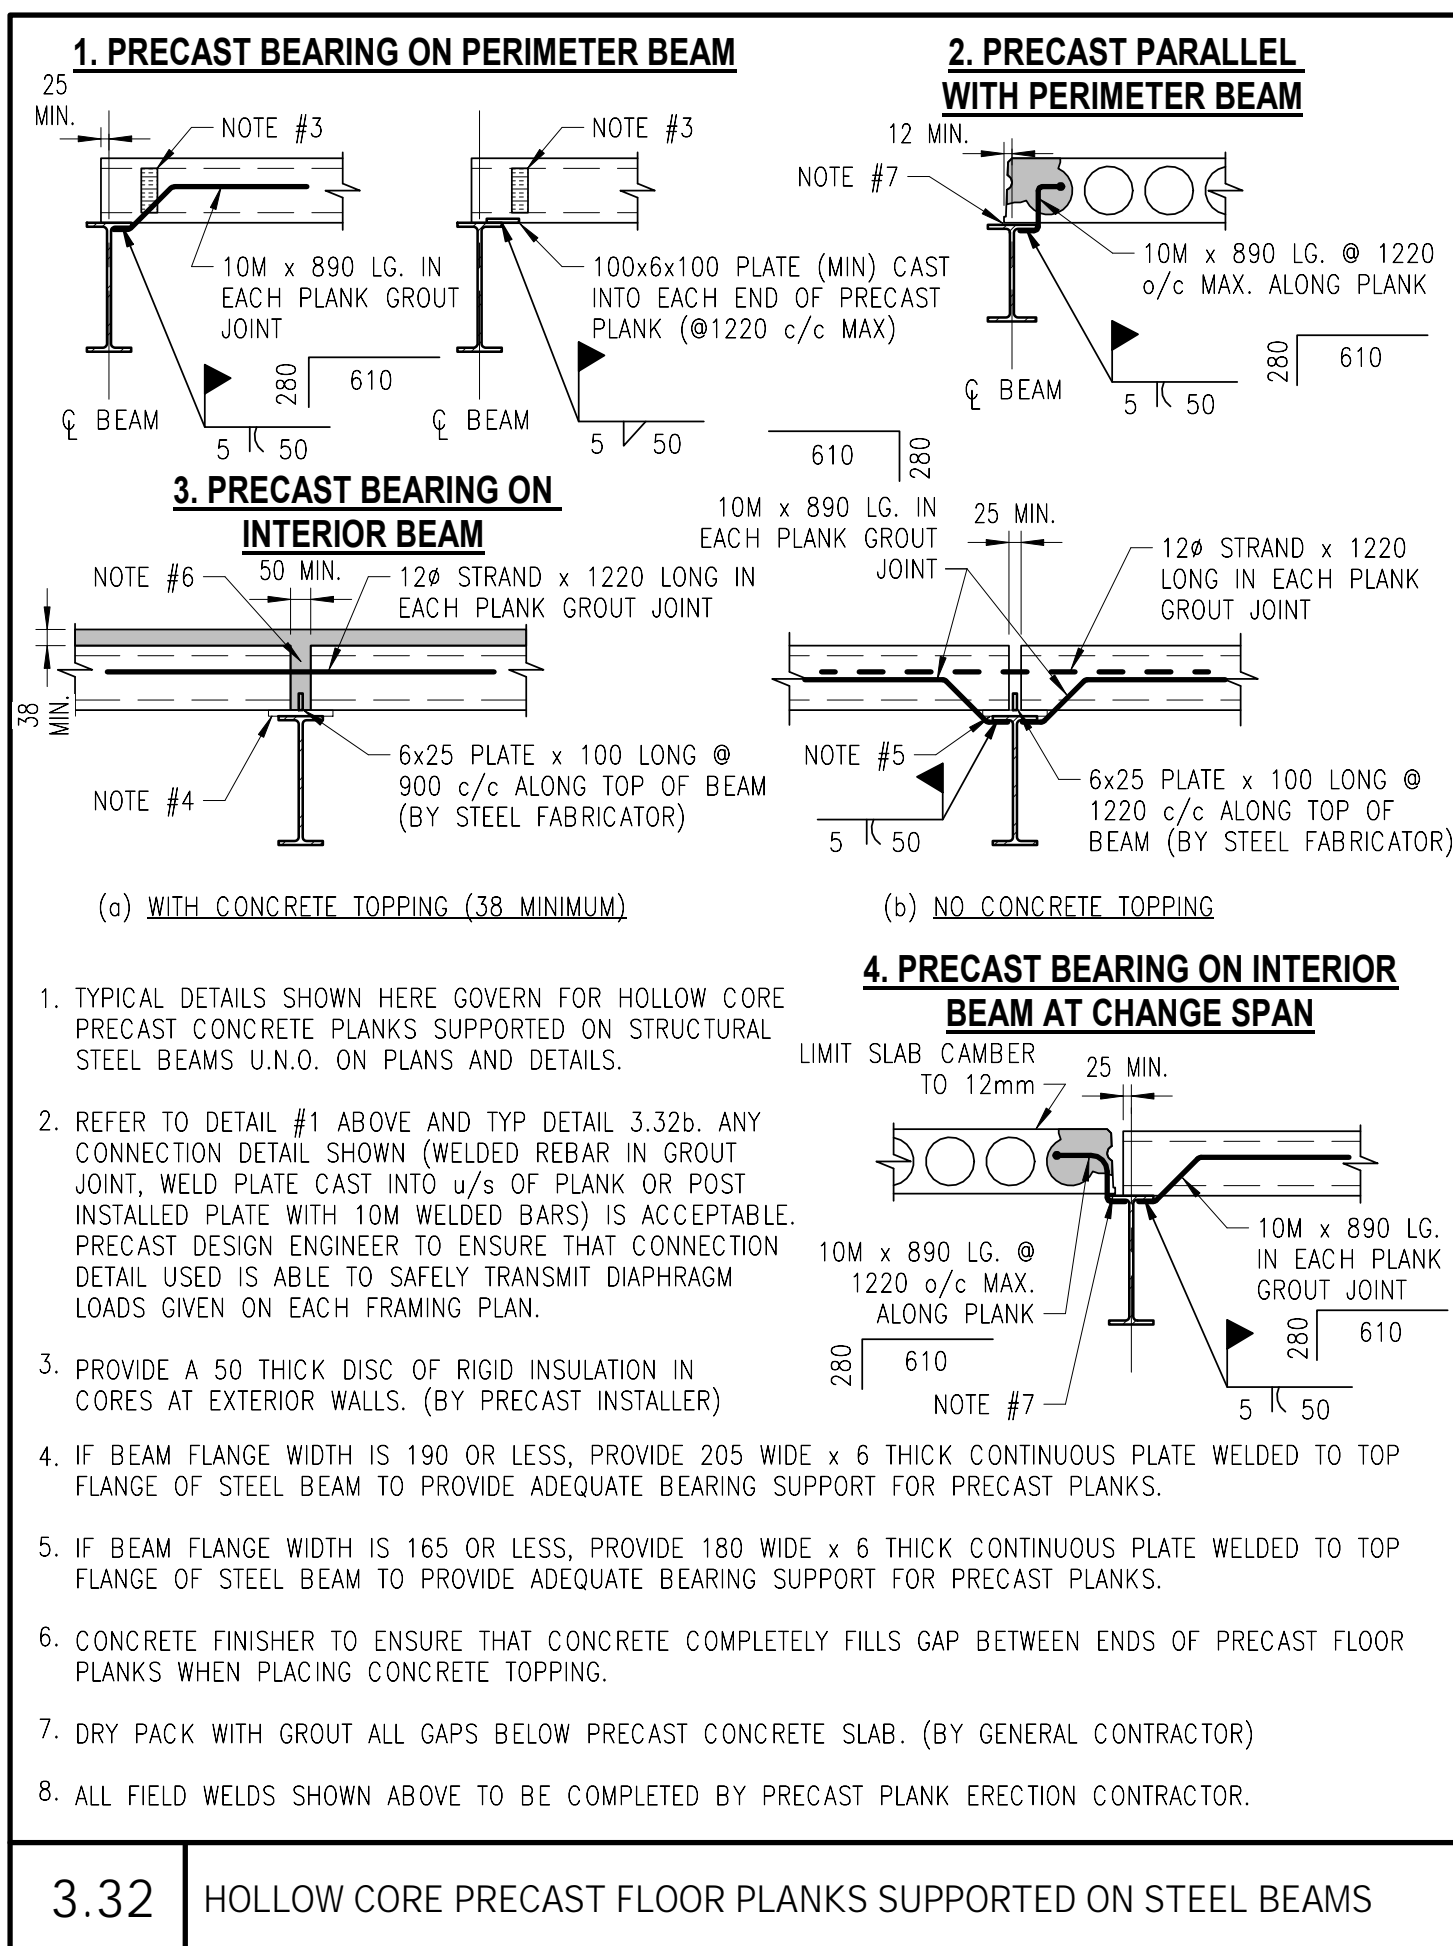 1. PRECAST BEARING ON PERIMETER BEAM
25
MIN.
NOTE #3
10M x 890 LG. IN
EACH PLANK GROUT
JOINT
280
610
℄ BEAM
5
50
NOTE #3
100x6x100 PLATE (MIN) CAST
INTO EACH END OF PRECAST
PLANK (@1220 c/c MAX)
℄ BEAM
5
50
2. PRECAST PARALLEL
WITH PERIMETER BEAM
12 MIN.
NOTE #7
10M x 890 LG. @ 1220
o/c MAX. ALONG PLANK
280
610
℄ BEAM
5
50
3. PRECAST BEARING ON
INTERIOR BEAM
NOTE #6
50 MIN.
12ø STRAND x 1220 LONG IN
EACH PLANK GROUT JOINT
38
MIN.
NOTE #4
6x25 PLATE x 100 LONG @
900 c/c ALONG TOP OF BEAM
(BY STEEL FABRICATOR)
(a) WITH CONCRETE TOPPING (38 MINIMUM)
610
280
10M x 890 LG. IN
EACH PLANK GROUT
JOINT
25 MIN.
12ø STRAND x 1220
LONG IN EACH PLANK
GROUT JOINT
NOTE #5
5
50
6x25 PLATE x 100 LONG @
1220 c/c ALONG TOP OF
BEAM (BY STEEL FABRICATOR)
(b) NO CONCRETE TOPPING
4. PRECAST BEARING ON INTERIOR
BEAM AT CHANGE SPAN
LIMIT SLAB CAMBER
TO 12mm
25 MIN.
10M x 890 LG. @
1220 o/c MAX.
ALONG PLANK
280
610
NOTE #7
10M x 890 LG.
IN EACH PLANK
GROUT JOINT
280
610
5
50
1. TYPICAL DETAILS SHOWN HERE GOVERN FOR HOLLOW CORE
PRECAST CONCRETE PLANKS SUPPORTED ON STRUCTURAL
STEEL BEAMS U.N.O. ON PLANS AND DETAILS.
2. REFER TO DETAIL #1 ABOVE AND TYP DETAIL 3.32b. ANY
CONNECTION DETAIL SHOWN (WELDED REBAR IN GROUT
JOINT, WELD PLATE CAST INTO u/s OF PLANK OR POST
INSTALLED PLATE WITH 10M WELDED BARS) IS ACCEPTABLE.
PRECAST DESIGN ENGINEER TO ENSURE THAT CONNECTION
DETAIL USED IS ABLE TO SAFELY TRANSMIT DIAPHRAGM
LOADS GIVEN ON EACH FRAMING PLAN.
3. PROVIDE A 50 THICK DISC OF RIGID INSULATION IN
CORES AT EXTERIOR WALLS. (BY PRECAST INSTALLER)
4. IF BEAM FLANGE WIDTH IS 190 OR LESS, PROVIDE 205 WIDE x 6 THICK CONTINUOUS PLATE WELDED TO TOP
FLANGE OF STEEL BEAM TO PROVIDE ADEQUATE BEARING SUPPORT FOR PRECAST PLANKS.
5. IF BEAM FLANGE WIDTH IS 165 OR LESS, PROVIDE 180 WIDE x 6 THICK CONTINUOUS PLATE WELDED TO TOP
FLANGE OF STEEL BEAM TO PROVIDE ADEQUATE BEARING SUPPORT FOR PRECAST PLANKS.
6. CONCRETE FINISHER TO ENSURE THAT CONCRETE COMPLETELY FILLS GAP BETWEEN ENDS OF PRECAST FLOOR
PLANKS WHEN PLACING CONCRETE TOPPING.
7. DRY PACK WITH GROUT ALL GAPS BELOW PRECAST CONCRETE SLAB. (BY GENERAL CONTRACTOR)
8. ALL FIELD WELDS SHOWN ABOVE TO BE COMPLETED BY PRECAST PLANK ERECTION CONTRACTOR.
3.32
HOLLOW CORE PRECAST FLOOR PLANKS SUPPORTED ON STEEL BEAMS